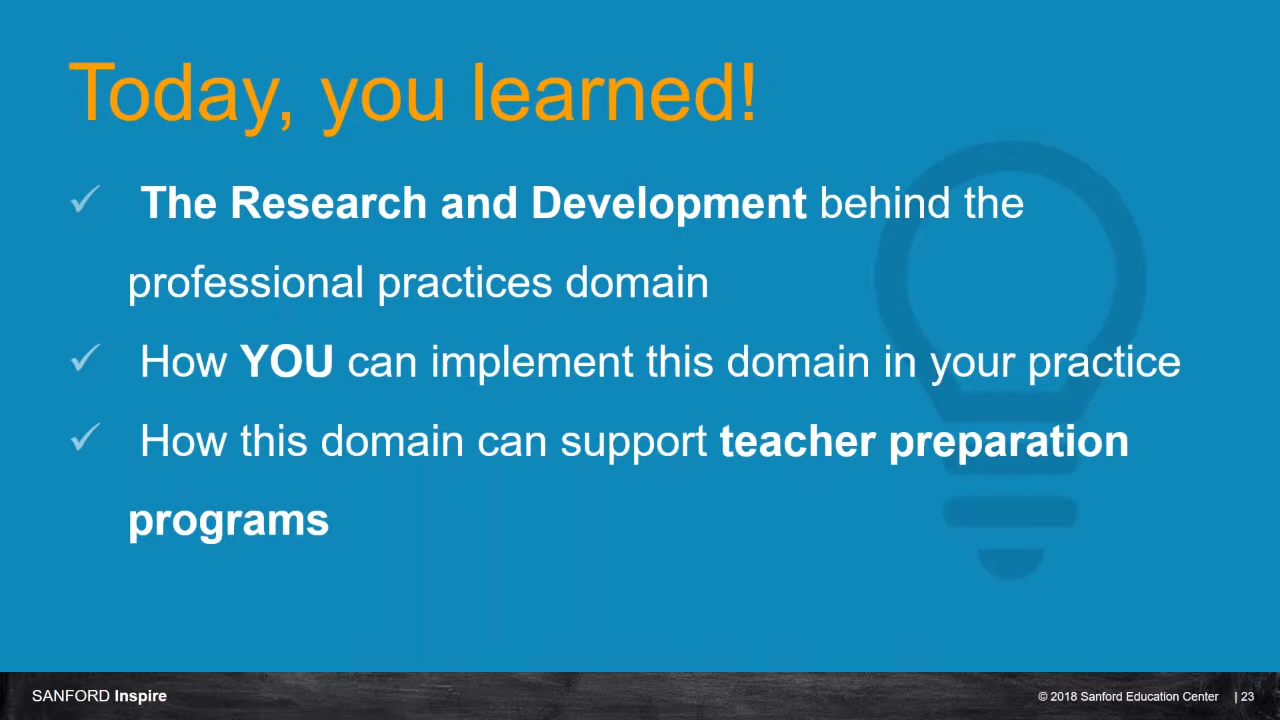 Today, you learned!
✓ The Research and Development behind the
professional practices domain
✓ How YOU can implement this domain in your practice
✓ How this domain can support teacher preparation
programs
SANFORD Inspire
© 2018 Sanford Education Center | 23